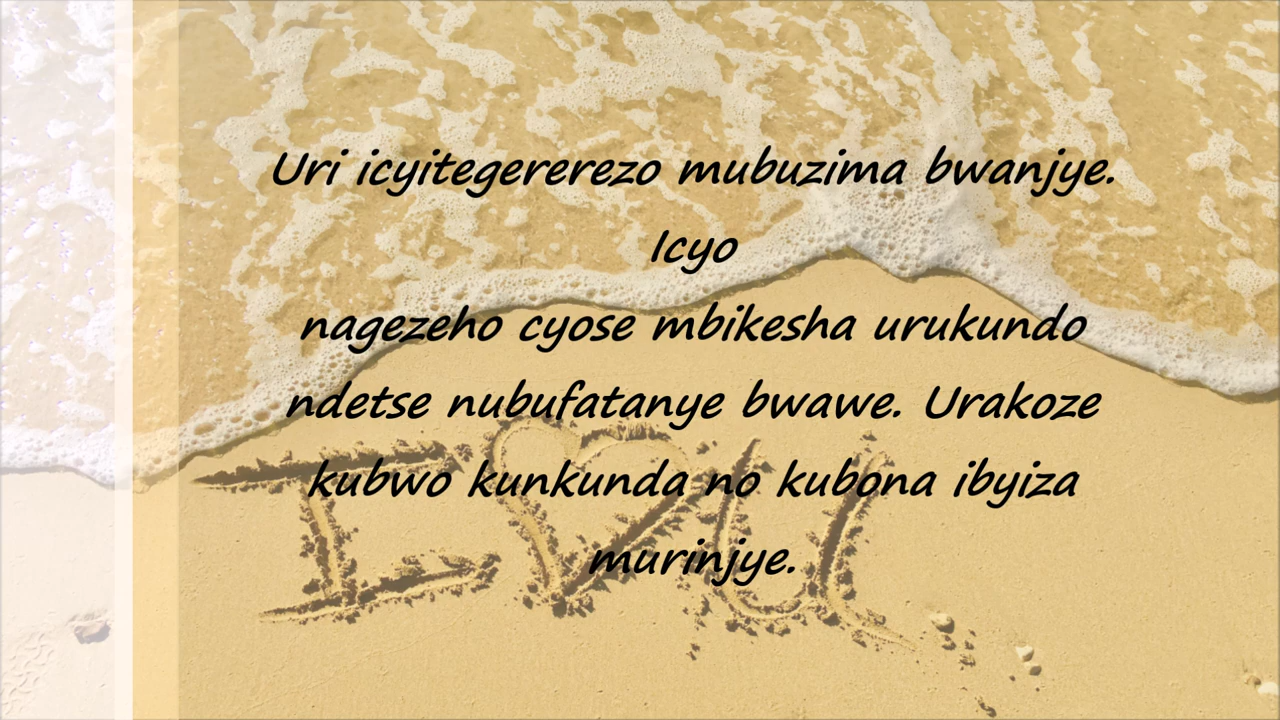 Uri icyitegererezo mubuzima bwanjye.
Icyo
nagezeho cyose mbikesha urukundo
ndetse nubufatanye bwawe. Urakoze
kubwo kunkunda no kubona ibyiza
murinjye.
I ♡ U